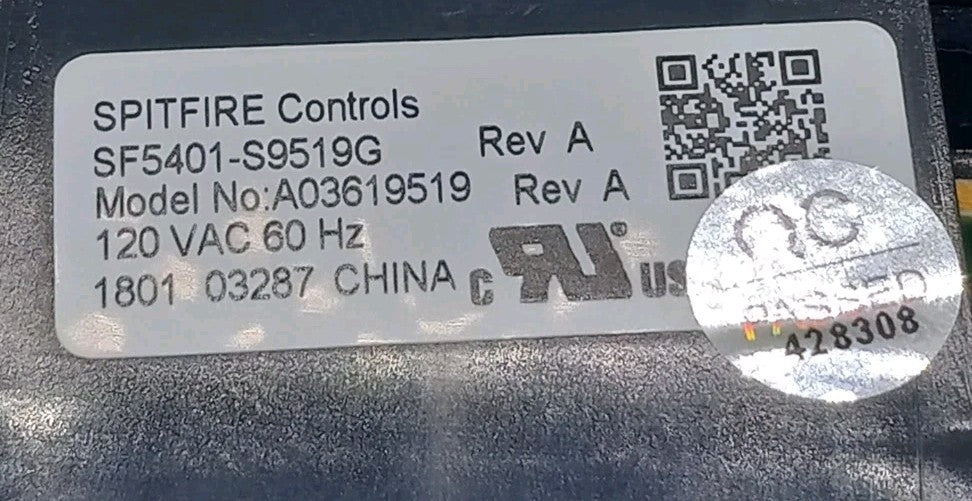 SPITFIRE Controls
SF5401-S9519G Rev A
Model No:A03619519 Rev A
120 VAC 60 Hz
1801 03287 CHINA
C RU® US
QC
PASSED
428308